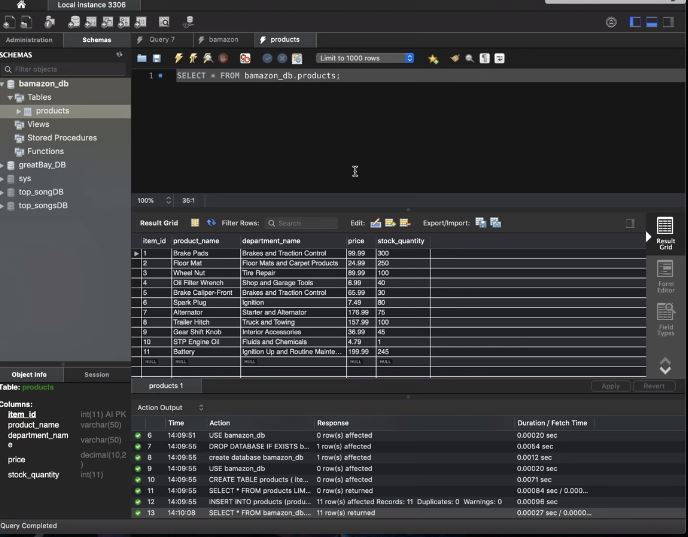 Local instance 3306
Administration Schemas
Query 7 bamazon products
SCHEMAS
Filter objects
bamazon_db
Tables
products
Views
Stored Procedures
Functions
greatBay_DB
sys
top_songDB
top_songsDB
Limit to 1000 rows
1 SELECT * FROM bamazon_db.products;
100% 35:1
Result Grid Filter Rows: Search Edit: Export/Import:
item_id product_name department_name price stock_quantity
1 Brake Pads Brakes and Traction Control 99.99 300
2 Floor Mat Floor Mats and Carpet Products 24.99 250
3 Wheel Nut Tire Repair 89.99 100
4 Oil Filter Wrench Shop and Garage Tools 6.99 40
5 Brake Caliper-Front Brakes and Traction Control 65.99 30
6 Spark Plug Ignition 7.49 80
7 Alternator Starter and Alternator 176.99 75
8 Trailer Hitch Truck and Towing 157.99 100
9 Gear Shift Knob Interior Accessories 36.99 45
10 STP Engine Oil Fluids and Chemicals 4.79 1
11 Battery Ignition Up and Routine Mainte... 199.99 245
NULL NULL NULL NULL NULL
Result
Grid
Form
Editor
Field
Types
Object Info Session
Table: products
Columns:
item_id int(11) AI PK
product_name varchar(50)
department_nam
e varchar(50)
price decimal(10,2
)
stock_quantity int(11)
products 1 Apply Revert
Action Output
Time Action Response Duration / Fetch Time
6 14:09:51 USE bamazon_db 0 row(s) affected 0.00020 sec
7 14:09:55 DROP DATABASE IF EXISTS b... 1 row(s) affected 0.0054 sec
8 14:09:55 create database bamazon_db 1 row(s) affected 0.0012 sec
9 14:09:55 USE bamazon_db 0 row(s) affected 0.00020 sec
10 14:09:55 CREATE TABLE products ( ite... 0 row(s) affected 0.0071 sec
11 14:09:55 SELECT * FROM products LIM... 0 row(s) returned 0.00084 sec / 0.000...
12 14:09:55 INSERT INTO products (produ... 11 row(s) affected Records: 11 Duplicates: 0 Warnings: 0 0.00096 sec
13 14:10:08 SELECT * FROM bamazon_db.... 11 row(s) returned 0.00027 sec / 0.0000...
Query Completed